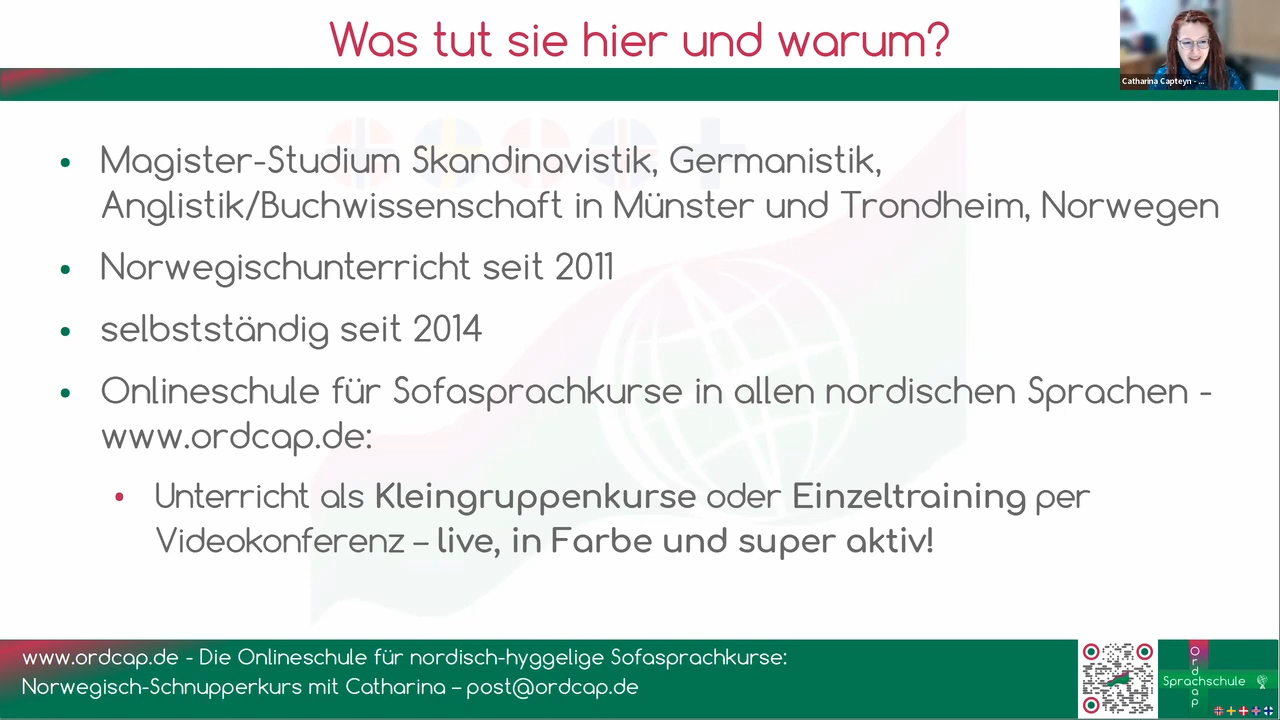 Was tut sie hier und warum?
Catharina Capteyn - ...
• Magister-Studium Skandinavistik, Germanistik,
Anglistik/Buchwissenschaft in Münster und Trondheim, Norwegen
• Norwegischunterricht seit 2011
• selbstständig seit 2014
• Onlineschule für Sofasprachkurse in allen nordischen Sprachen -
www.ordcap.de:
• Unterricht als Kleingruppenkurse oder Einzeltraining per
Videokonferenz – live, in Farbe und super aktiv!
www.ordcap.de - Die Onlineschule für nordisch-hyggelige Sofasprachkurse:
Norwegisch-Schnupperkurs mit Catharina – post@ordcap.de
Ordcap
Sprachschule